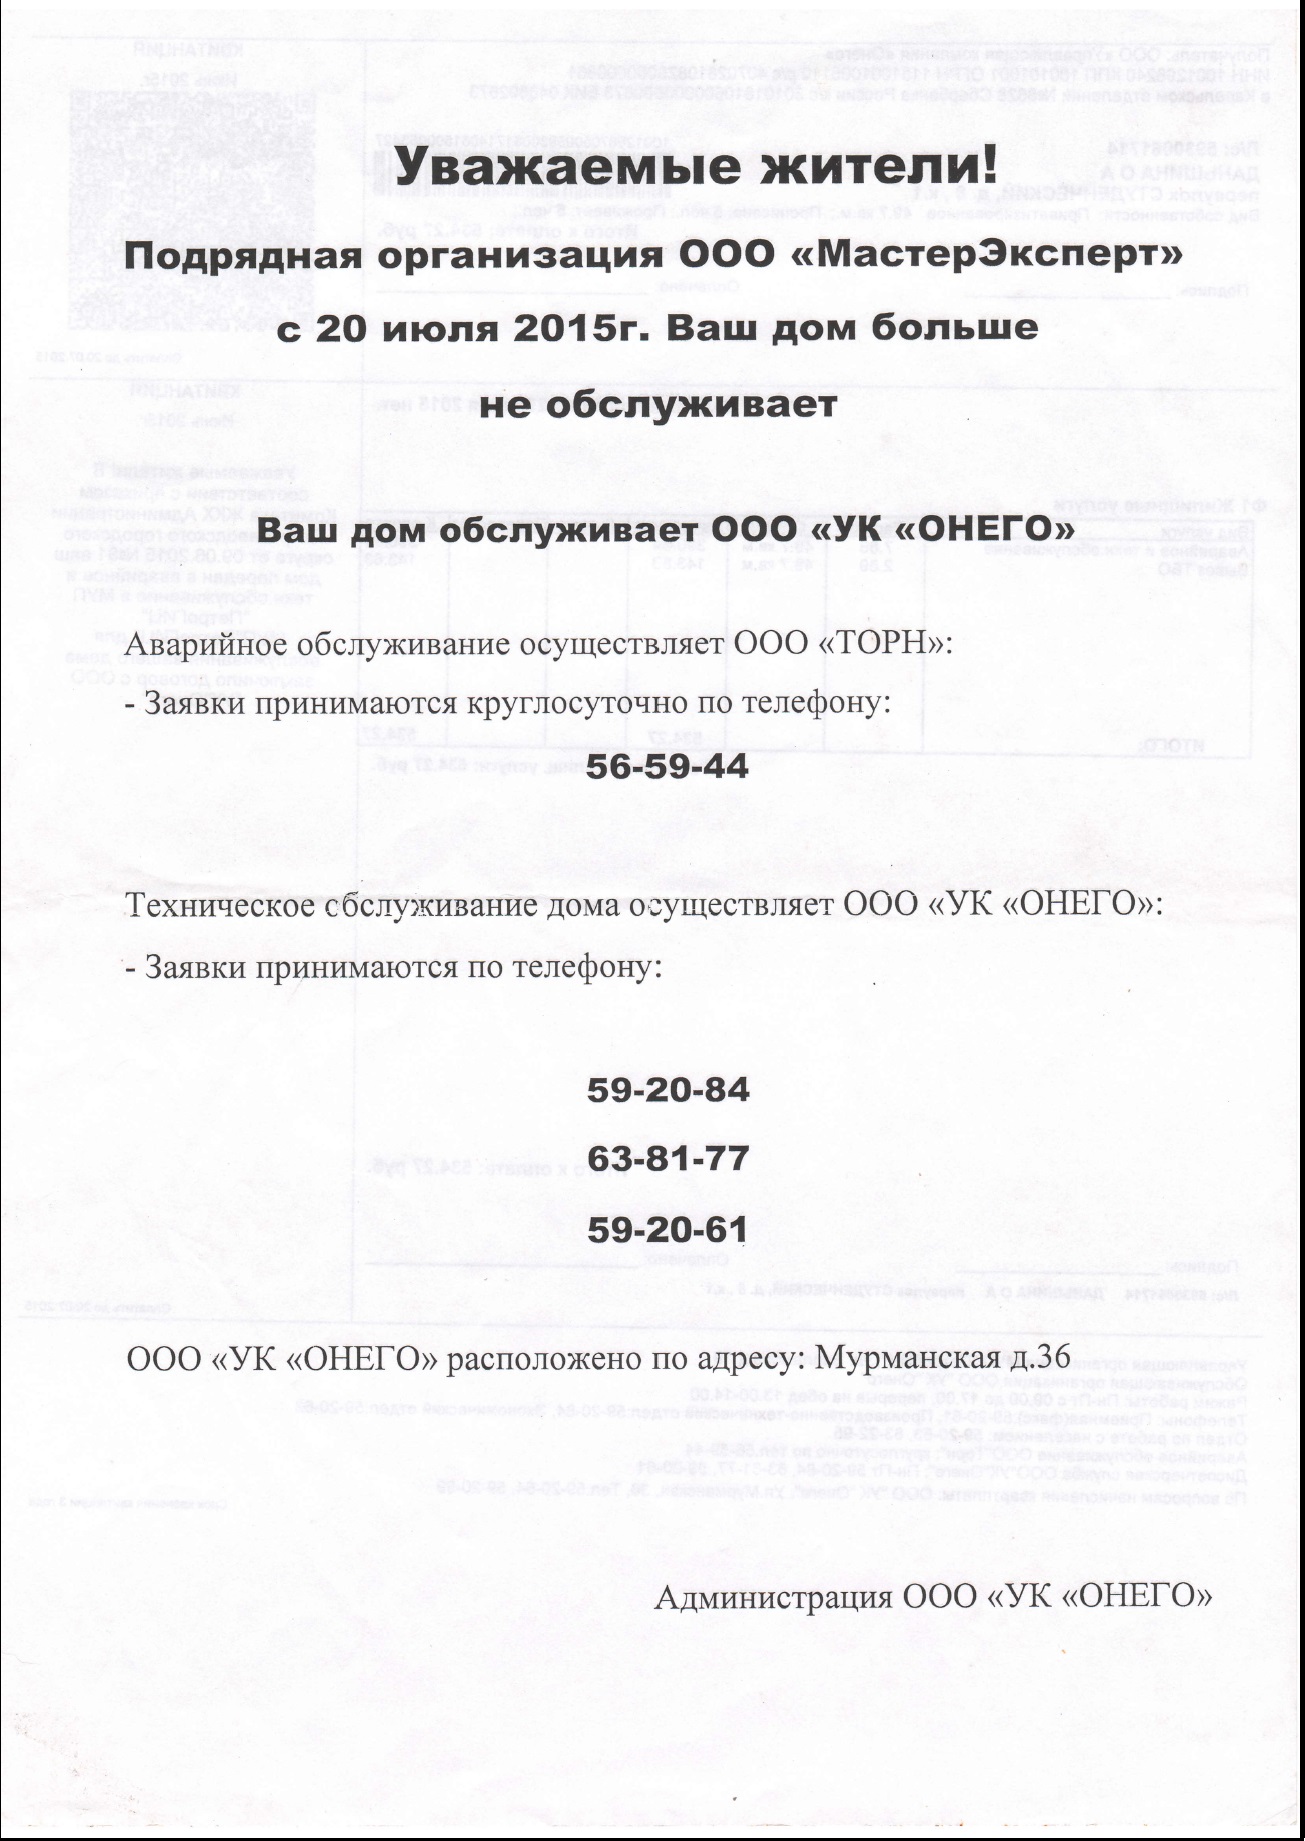 Уважаемые жители!
Подрядная организация ООО «МастерЭксперт»
с 20 июля 2015г. Ваш дом больше
не обслуживает
Ваш дом обслуживает ООО «УК «ОНЕГО»
Аварийное обслуживание осуществляет ООО «ТОРН»:
- Заявки принимаются круглосуточно по телефону:
56-59-44
Техническое обслуживание дома осуществляет ООО «УК «ОНЕГО»:
- Заявки принимаются по телефону:
59-20-84
63-81-77
59-20-61
ООО «УК «ОНЕГО» расположено по адресу: Мурманская д.36
Администрация ООО «УК «ОНЕГО»